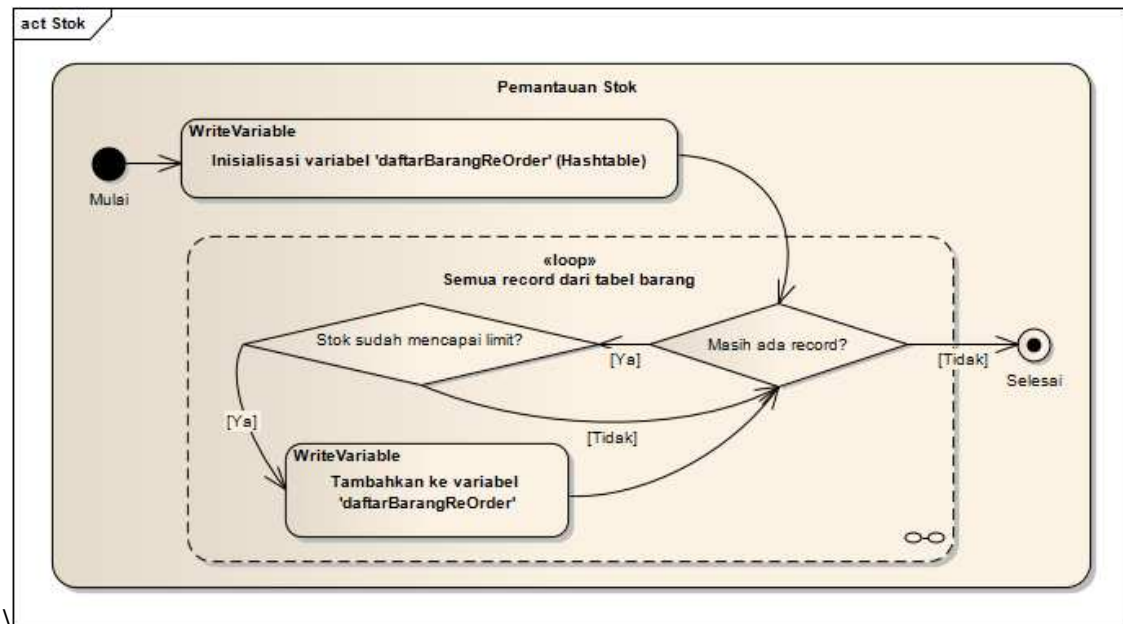 act Stok
Pemantauan Stok
WriteVariable
Inisialisasi variabel 'daftarBarangReOrder' (Hashtable)
Mulai
«loop»
Semua record dari tabel barang
Stok sudah mencapai limit?
[Ya]
Masih ada record?
[Tidak]
Selesai
[Ya]
[Tidak]
WriteVariable
Tambahkan ke variabel
'daftarBarangReOrder'
\